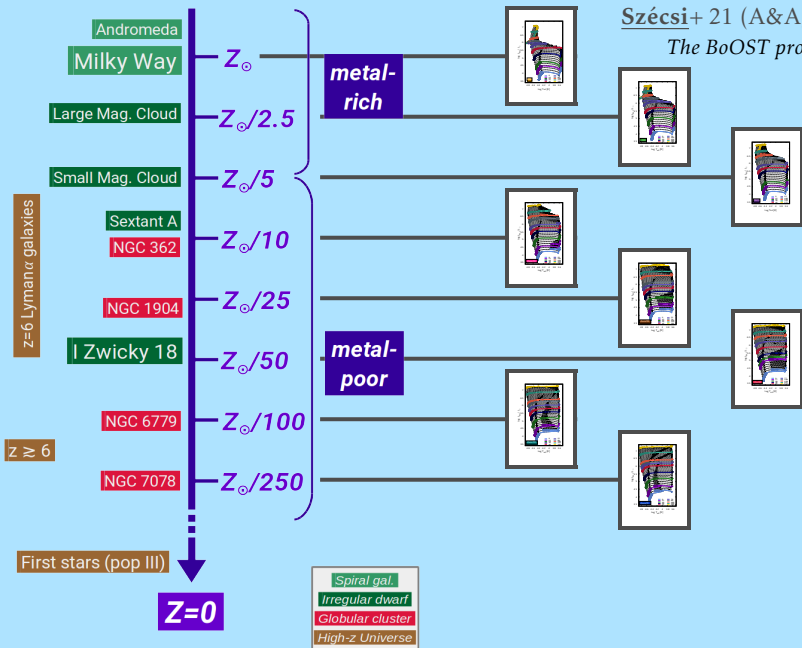 Szécsi+ 21 (A&A
The BoOST pro
Andromeda
Milky Way
Z☉
metal-
rich
Large Mag. Cloud
Z☉/2.5
Small Mag. Cloud
Z☉/5
z=6 Lymanα galaxies
Sextant A
NGC 362
Z☉/10
NGC 1904
Z☉/25
I Zwicky 18
Z☉/50
metal-
poor
NGC 6779
Z☉/100
z ≳ 6
NGC 7078
Z☉/250
First stars (pop III)
Z=0
Spiral gal.
Irregular dwarf
Globular cluster
High-z Universe